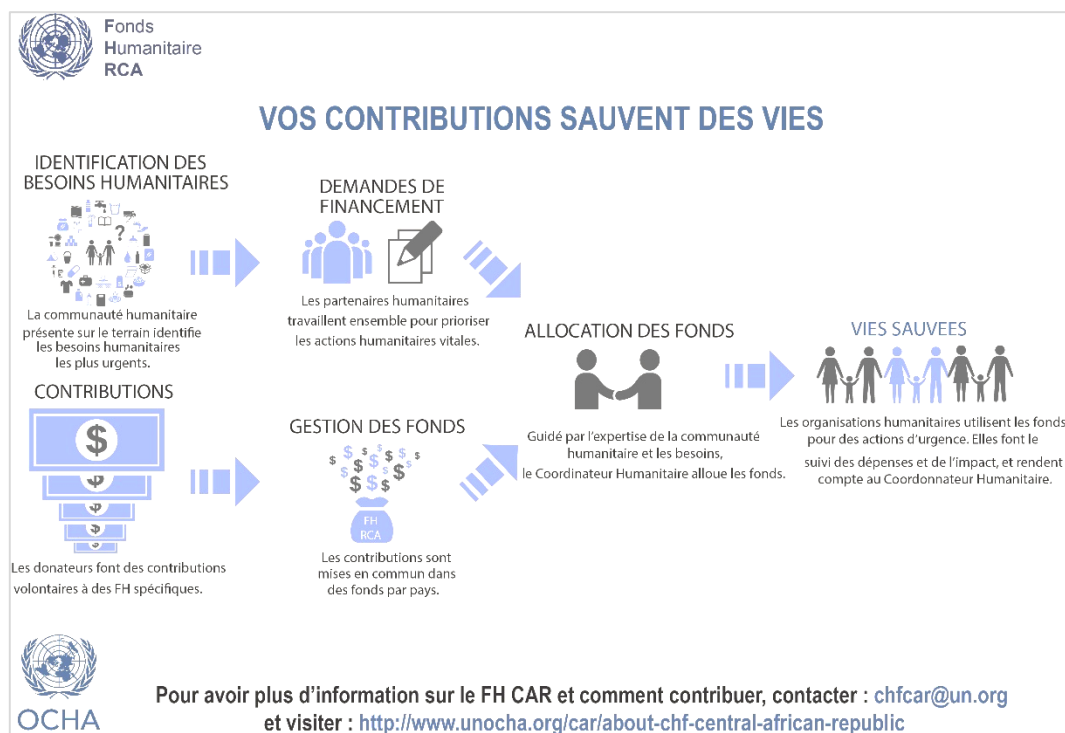 Fonds
Humanitaire
RCA
VOS CONTRIBUTIONS SAUVENT DES VIES
IDENTIFICATION DES
BESOINS HUMANITAIRES
?
La communauté humanitaire
présente sur le terrain identifie
les besoins humanitaires
les plus urgents.
DEMANDES DE
FINANCEMENT
Les partenaires humanitaires
travaillent ensemble pour prioriser
les actions humanitaires vitales.
CONTRIBUTIONS
$
$
$
$
$
Les donateurs font des contributions
volontaires à des FH spécifiques.
GESTION DES FONDS
FH
RCA
Les contributions sont
mises en commun dans
des fonds par pays.
ALLOCATION DES FONDS
Guidé par l'expertise de la communauté
humanitaire et les besoins,
le Coordinateur Humanitaire alloue les fonds.
VIES SAUVEES
Les organisations humanitaires utilisent les fonds
pour des actions d'urgence. Elles font le
suivi des dépenses et de l'impact, et rendent
compte au Coordonnateur Humanitaire.
OCHA
Pour avoir plus d'information sur le FH CAR et comment contribuer, contacter : chfcar@un.org
et visiter : http://www.unocha.org/car/about-chf-central-african-republic